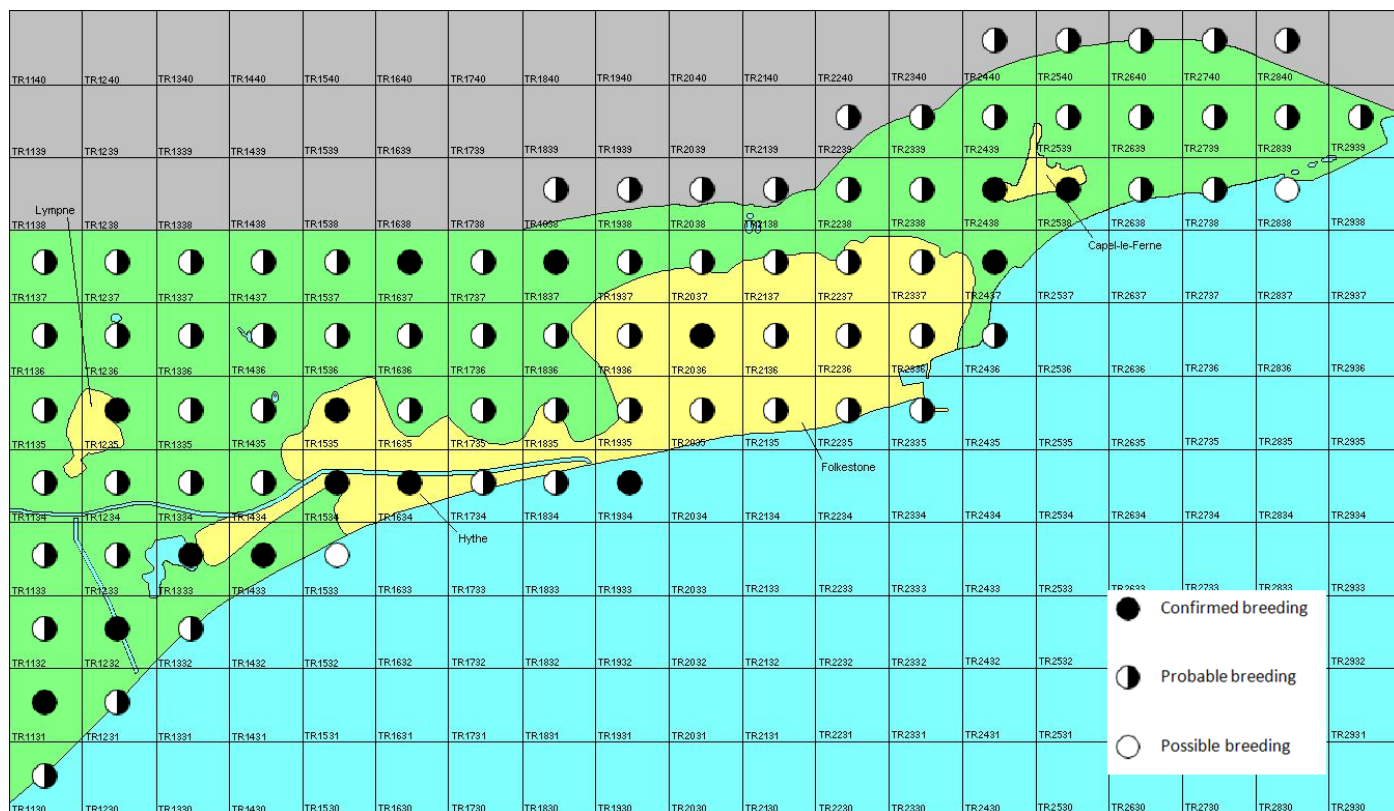 TR1140 TR1240 TR1340 TR1440 TR1540 TR1640 TR1740 TR1840 TR1940 TR2040 TR2140 TR2240 TR2340 TR2440 TR2540 TR2640 TR2740 TR2840
TR1139 TR1239 TR1339 TR1439 TR1539 TR1639 TR1739 TR1839 TR1939 TR2039 TR2139 TR2239 TR2339 TR2439 TR2539 TR2639 TR2739 TR2839 TR2939
Lympne
TR1138 TR1238 TR1338 TR1438 TR1538 TR1638 TR1738 TR1938 TR2038 TR2138 TR2238 TR2338 TR2438 TR2538 TR2638 TR2738 TR2838 TR2938
Capel-le-Ferne
TR1137 TR1237 TR1337 TR1437 TR1537 TR1637 TR1737 TR1837 TR1937 TR2037 TR2137 TR2237 TR2337 TR2437 TR2537 TR2637 TR2737 TR2837 TR2937
TR1136 TR1236 TR1336 TR1436 TR1536 TR1636 TR1736 TR1836 TR1936 TR2036 TR2136 TR2236 TR2336 TR2436 TR2536 TR2636 TR2736 TR2836 TR2936
TR1135 TR1235 TR1335 TR1435 TR1535 TR1635 TR1735 TR1835 TR1935 TR2035 TR2135 TR2235 TR2335 TR2435 TR2535 TR2635 TR2735 TR2835 TR2935
Folkestone
TR1134 TR1234 TR1334 TR1434 TR1534 TR1634 TR1734 TR1834 TR1934 TR2034 TR2134 TR2234 TR2334 TR2434 TR2534 TR2634 TR2734 TR2834 TR2934
Hythe
TR1133 TR1233 TR1333 TR1433 TR1533 TR1633 TR1733 TR1833 TR1933 TR2033 TR2133 TR2233 TR2333 TR2433 TR2533 TR2633 TR2733 TR2833 TR2933
Confirmed breeding
TR1132 TR1232 TR1332 TR1432 TR1532 TR1632 TR1732 TR1832 TR1932 TR2032 TR2132 TR2232 TR2332 TR2432 TR2532 TR2932
Probable breeding
TR1131 TR1231 TR1331 TR1431 TR1531 TR1631 TR1731 TR1831 TR1931 TR2031 TR2131 TR2231 TR2331 TR2431 TR2531 TR2931
Possible breeding
TR1130 TR1230 TR1330 TR1430 TR1530 TR1630 TR1730 TR1830 TR1930 TR2030 TR2130 TR2230 TR2330 TR2430 TR2530 TR2630 TR2730 TR2830 TR2930